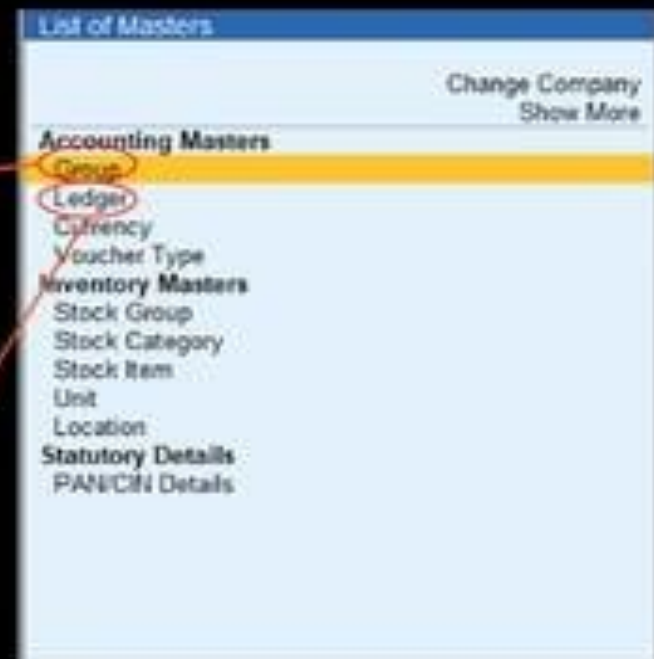 List of Masters
Change Company
Show More
Accounting Masters
Group
Ledger
Currency
Voucher Type
Inventory Masters
Stock Group
Stock Category
Stock Item
Unit
Location
Statutory Details
PAN/CIN Details